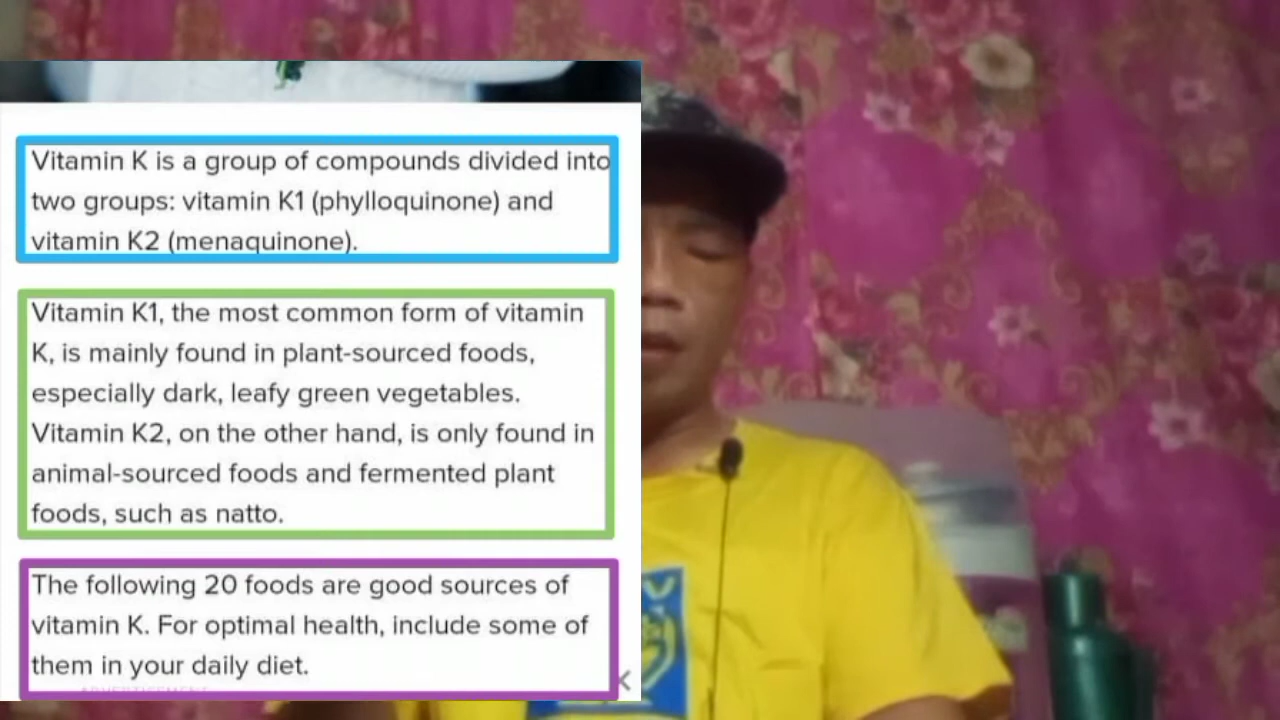 Vitamin K is a group of compounds divided into
two groups: vitamin K1 (phylloquinone) and
vitamin K2 (menaquinone).
Vitamin K1, the most common form of vitamin
K, is mainly found in plant-sourced foods,
especially dark, leafy green vegetables.
Vitamin K2, on the other hand, is only found in
animal-sourced foods and fermented plant
foods, such as natto.
The following 20 foods are good sources of
vitamin K. For optimal health, include some of
them in your daily diet.